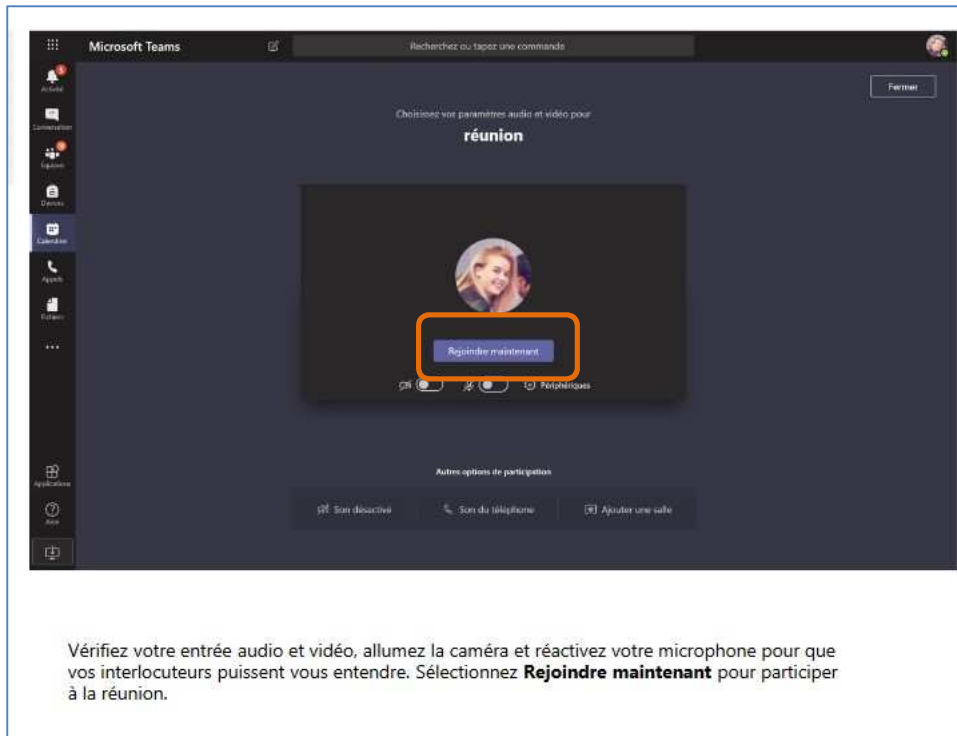 Microsoft Teams
Recherchez ou tapez une commande
5
Activité
Fermer
Choisissez vos paramètres audio et vidéo pour
Conversation
réunion
Équipes
Devoirs
Calendrier
Appels
Fichiers
Rejoindre maintenant
Périphériques
Autres options de participation
Applications
Son désactivé
Son du téléphone
Ajouter une salle
Aide
Vérifiez votre entrée audio et vidéo, allumez la caméra et réactivez votre microphone pour que
vos interlocuteurs puissent vous entendre. Sélectionnez Rejoindre maintenant pour participer
à la réunion.